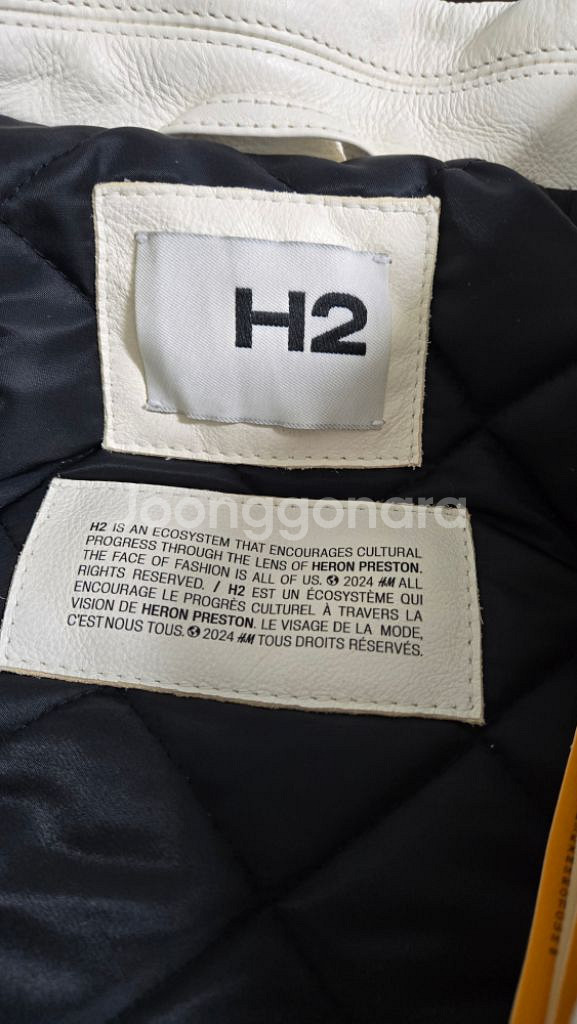 H2
joonggonara
H2 IS AN ECOSYSTEM THAT ENCOURAGES CULTURAL
PROGRESS THROUGH THE LENS OF HERON PRESTON.
THE FACE OF FASHION IS ALL OF US. 2024 H&M ALL
RIGHTS RESERVED. / H2 EST UN ÉCOSYSTÈME QUI
ENCOURAGE LE PROGRÈS CULTUREL À TRAVERS LA
VISION DE HERON PRESTON. LE VISAGE DE LA MODE,
C'EST NOUS TOUS. 2024 H&M TOUS DROITS RÉSERVÉS.